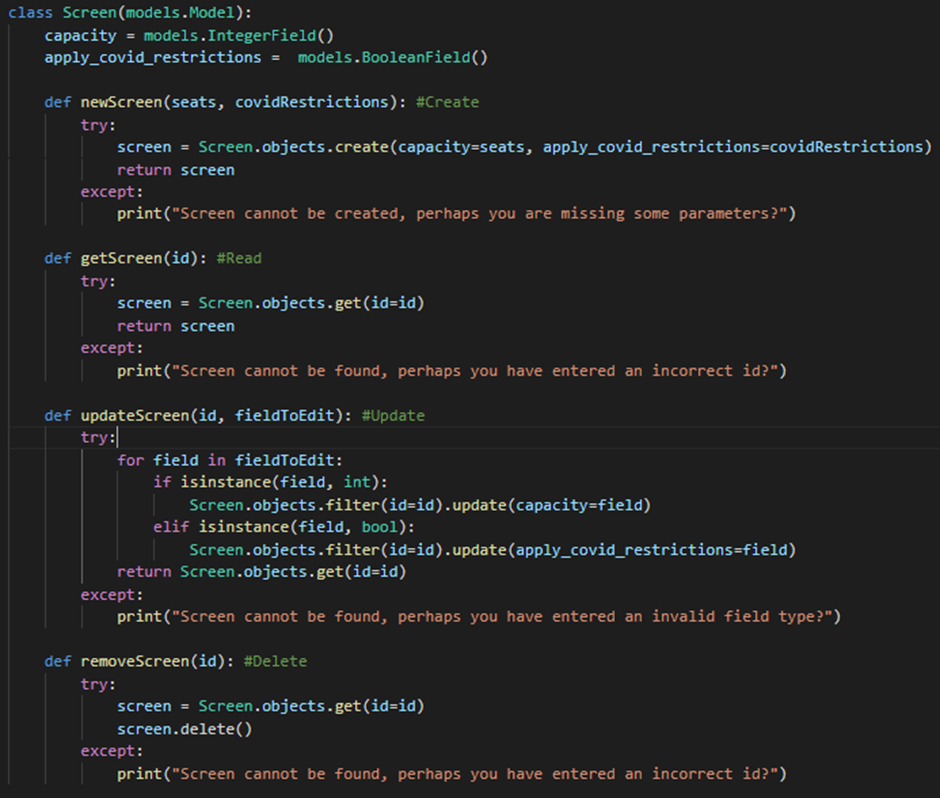 class Screen(models.Model):
    capacity = models.IntegerField()
    apply_covid_restrictions =  models.BooleanField()

    def newScreen(seats, covidRestrictions): #Create
        try:
            screen = Screen.objects.create(capacity=seats, apply_covid_restrictions=covidRestrictions)
            return screen
        except:
            print("Screen cannot be created, perhaps you are missing some parameters?")

    def getScreen(id): #Read
        try:
            screen = Screen.objects.get(id=id)
            return screen
        except:
            print("Screen cannot be found, perhaps you have entered an incorrect id?")

    def updateScreen(id, fieldToEdit): #Update
        try:
            for field in fieldToEdit:
                if isinstance(field, int):
                    Screen.objects.filter(id=id).update(capacity=field)
                elif isinstance(field, bool):
                    Screen.objects.filter(id=id).update(apply_covid_restrictions=field)
            return Screen.objects.get(id=id)
        except:
            print("Screen cannot be found, perhaps you have entered an invalid field type?")

    def removeScreen(id): #Delete
        try:
            screen = Screen.objects.get(id=id)
            screen.delete()
        except:
            print("Screen cannot be found, perhaps you have entered an incorrect id?")